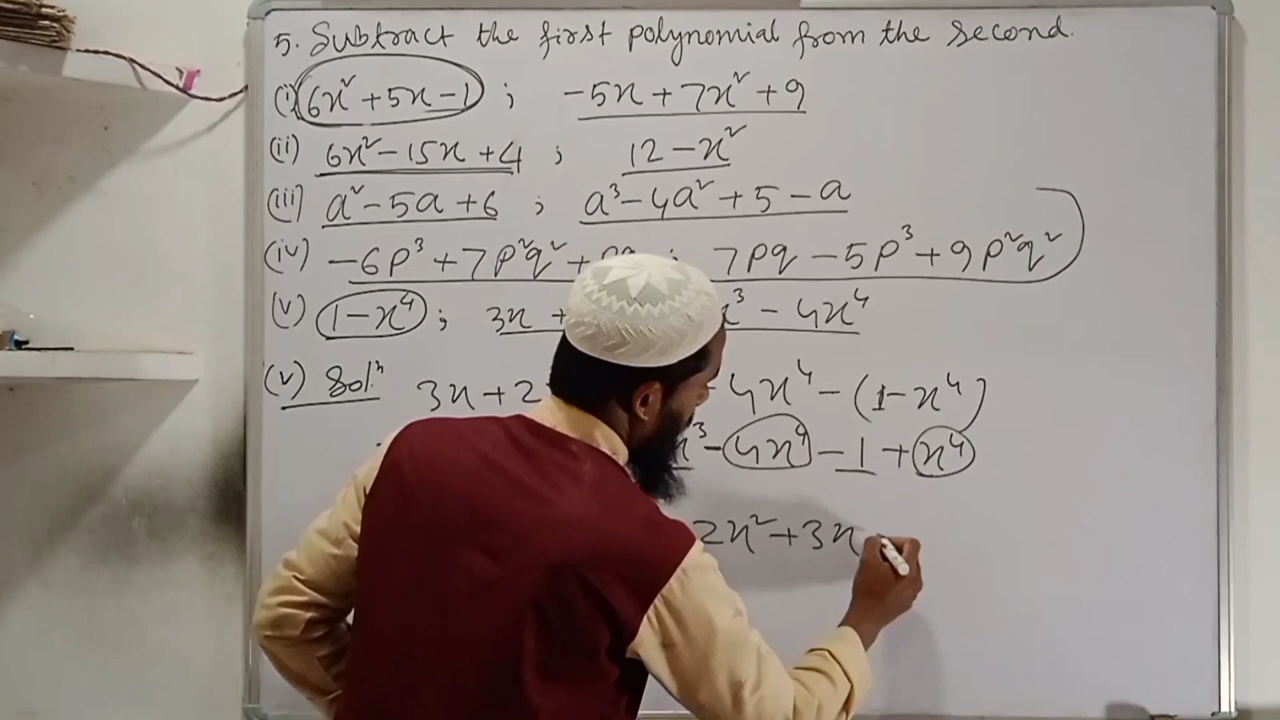 5. Subtract the first polynomial from the second.
(i) 6x²+5x-1 ; -5x+7x²+9
(ii) 6x²-15x+4 ; 12-x²
(iii) a²-5a+6 ; a³-4a²+5-a
(iv) -6p³+7p²q²+ ; 7pq-5p³+9p²q²
(v) 1-x⁴ ; 3x + x³-4x⁴
(v) Solⁿ 3x+2 - 4x⁴-(1-x⁴)
x³-4x⁴-1+x⁴
2x²+3x